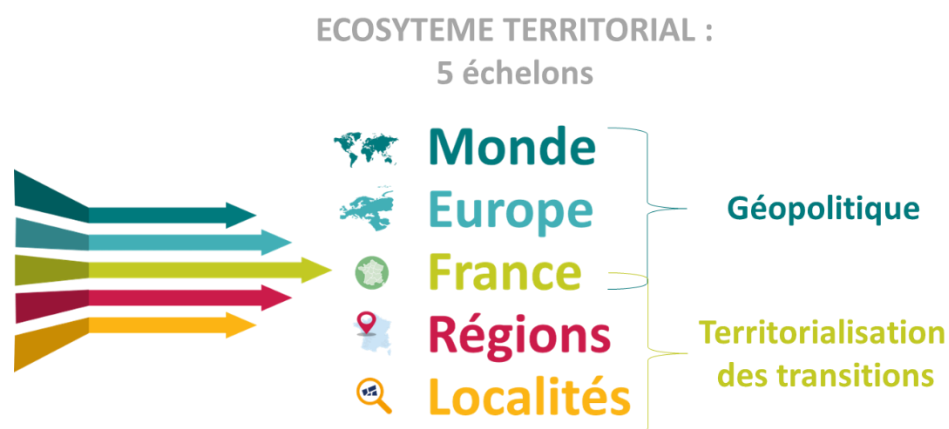 ECOSYTEME TERRITORIAL :
5 échelons
Monde
Europe
France
Régions
Localités
Géopolitique
Territorialisation
des transitions